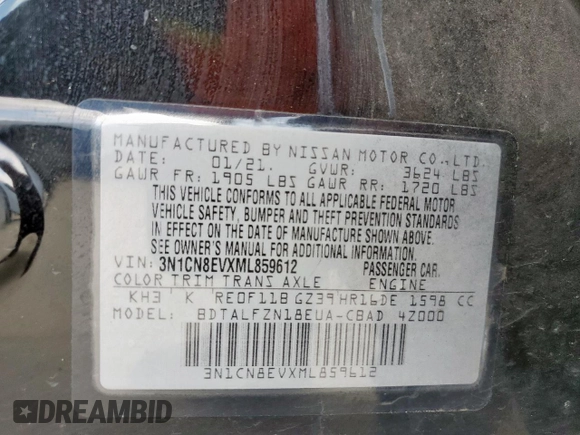 MANUFACTURED BY NISSAN MOTOR CO., LTD.
DATE: 01/21. GVWR: 3624 LBS
GAWR FR: 1905 LBS GAWR RR: 1720 LBS
THIS VEHICLE CONFORMS TO ALL APPLICABLE FEDERAL MOTOR
VEHICLE SAFETY, BUMPER AND THEFT PREVENTION STANDARDS
IN EFFECT ON THE DATE OF MANUFACTURE SHOWN ABOVE.
SEE OWNER'S MANUAL FOR ADDITIONAL INFORMATION.
VIN: 3N1CN8EVXML859612 PASSENGER CAR.
COLOR TRIM TRANS AXLE ENGINE
KH3 K RE0F11B GZ39 HR16DE 1598 CC
MODEL: BDTALFZN18EUA-CBAD 4Z000
3N1CN8EVXML859612
DREAMBID